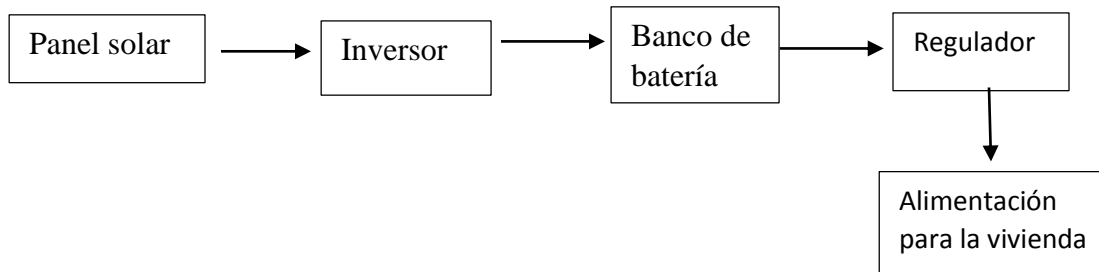 Panel solar
Inversor
Banco de
batería
Regulador
Alimentación
para la vivienda